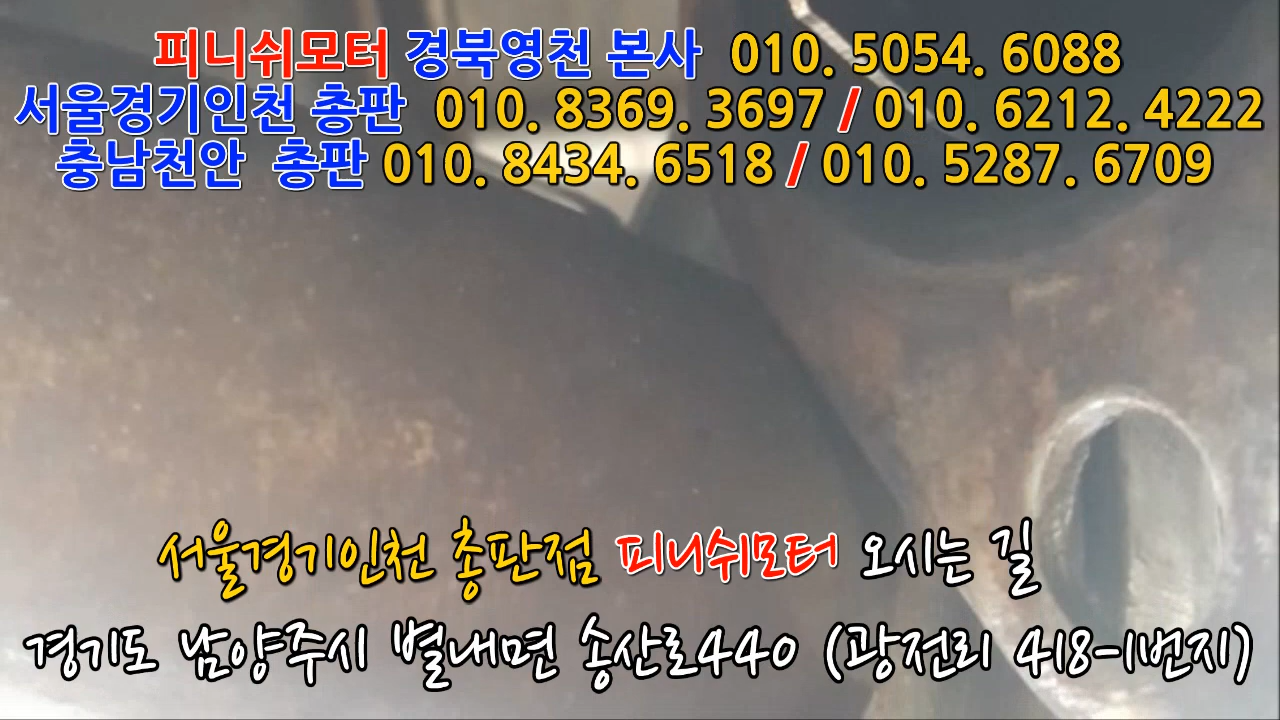 피니쉬모터 경북영천 본사 010. 5054. 6088
서울경기인천 총판 010. 8369. 3697 / 010. 6212. 4222
충남천안 총판 010. 8434. 6518 / 010. 5287. 6709
서울경기인천 총판점 피니쉬모터 오시는 길
경기도 남양주시 별내면 송산로440 (광전리 418-1번지)